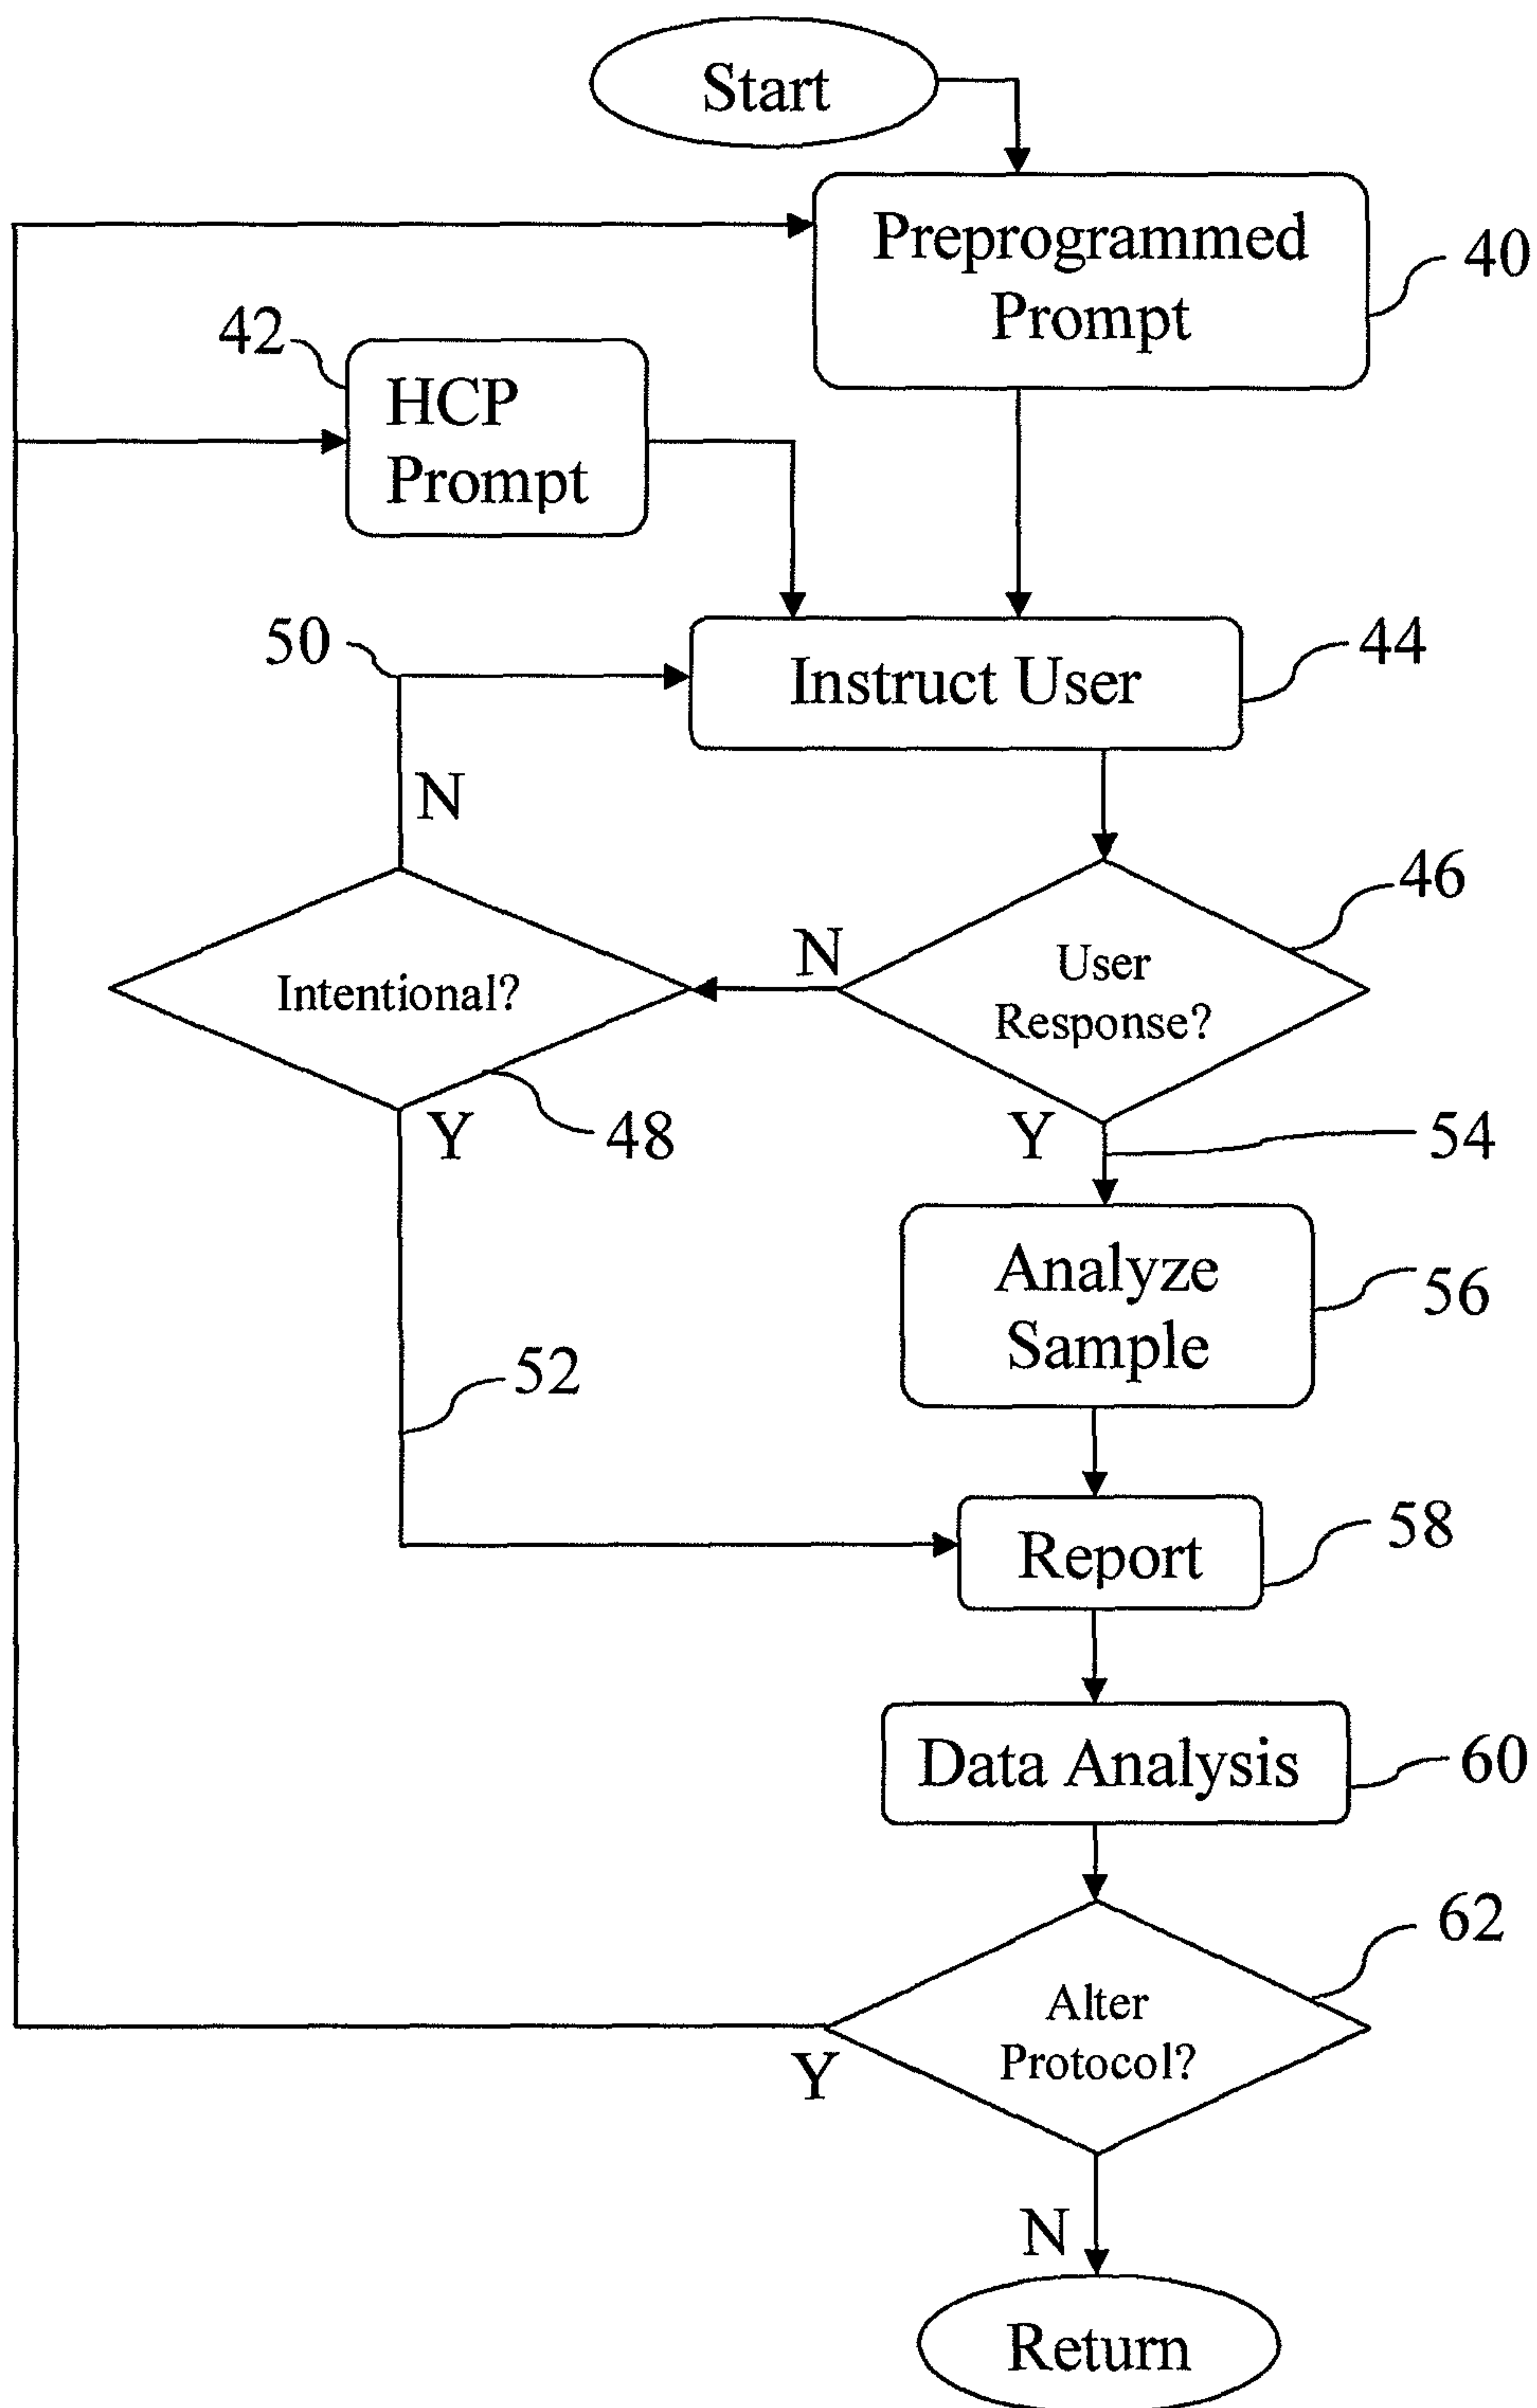 Start
Preprogrammed
Prompt
40
42
HCP
Prompt
50
Instruct User
44
N
46
N
User
Response?
Intentional?
Y
48
Y
54
Analyze
Sample
56
52
Report
58
Data Analysis
60
62
Alter
Protocol?
Y
N
Return